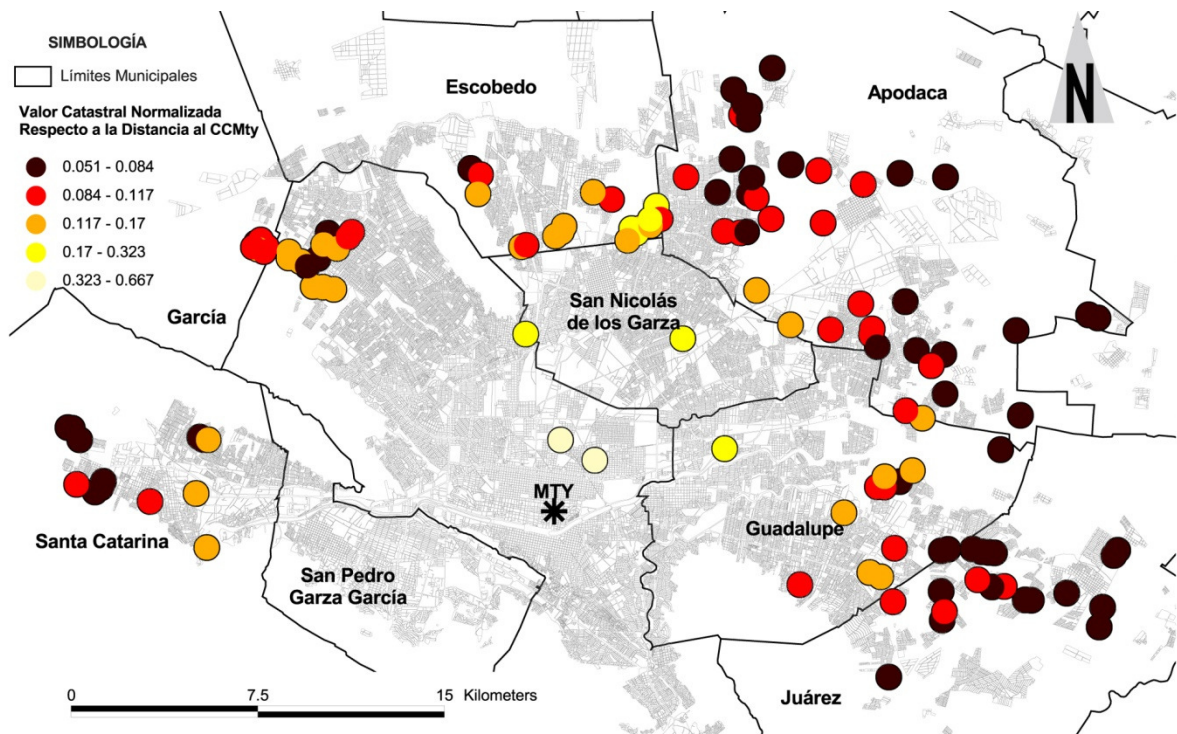 SIMBOLOGÍA
Límites Municipales
Valor Catastral Normalizada
Respecto a la Distancia al CCMty
0.051 - 0.084
0.084 - 0.117
0.117 - 0.17
0.17 - 0.323
0.323 - 0.667
Escobedo
Apodaca
N
García
San Nicolás
de los Garza
MTY
Santa Catarina
San Pedro
Garza García
Guadalupe
Juárez
0 7.5 15 Kilometers